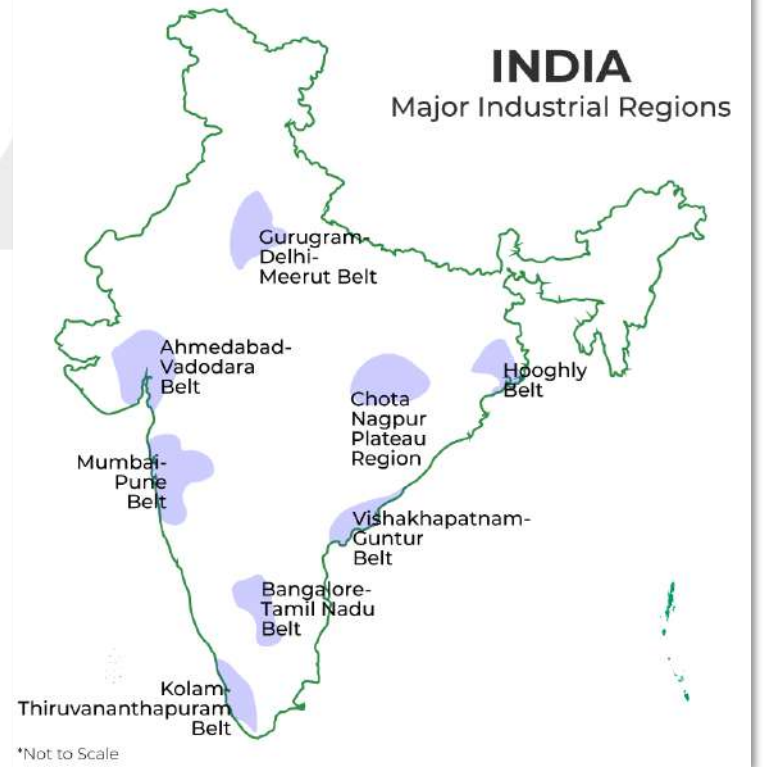 INDIA
Major Industrial Regions
Gurugram-
Delhi-
Meerut Belt
Ahmedabad-
Vadodara
Belt
Hooghly
Belt
Chota
Nagpur
Plateau
Region
Mumbai-
Pune
Belt
Vishakhapatnam-
Guntur
Belt
Bangalore-
Tamil Nadu
Belt
Kolam-
Thiruvananthapuram
Belt
*Not to Scale